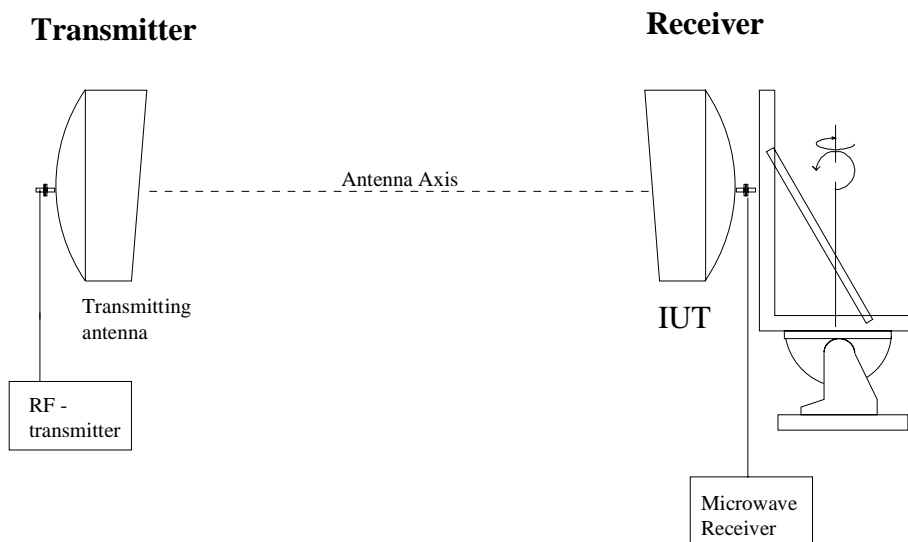 Transmitter
Receiver
Antenna Axis
Transmitting
antenna
IUT
RF -
transmitter
Microwave
Receiver